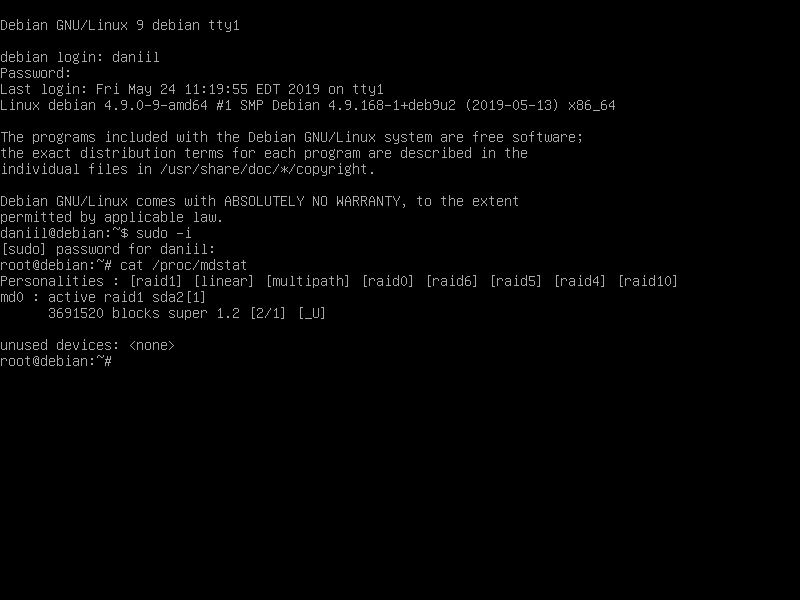 Debian GNU/Linux 9 debian tty1
debian login: daniil
Password:
Last login: Fri May 24 11:19:55 EDT 2019 on tty1
Linux debian 4.9.0-9-amd64 #1 SMP Debian 4.9.168-1+deb9u2 (2019-05-13) x86_64
The programs included with the Debian GNU/Linux system are free software;
the exact distribution terms for each program are described in the
individual files in /usr/share/doc/*/copyright.
Debian GNU/Linux comes with ABSOLUTELY NO WARRANTY, to the extent
permitted by applicable law.
daniil@debian:~$ sudo -i
[sudo] password for daniil:
root@debian:~# cat /proc/mdstat
Personalities : [raid1] [linear] [multipath] [raid0] [raid6] [raid5] [raid4] [raid10]
md0 : active raid1 sda2[1]
      3691520 blocks super 1.2 [2/1] [_U]
unused devices: <none>
root@debian:~#